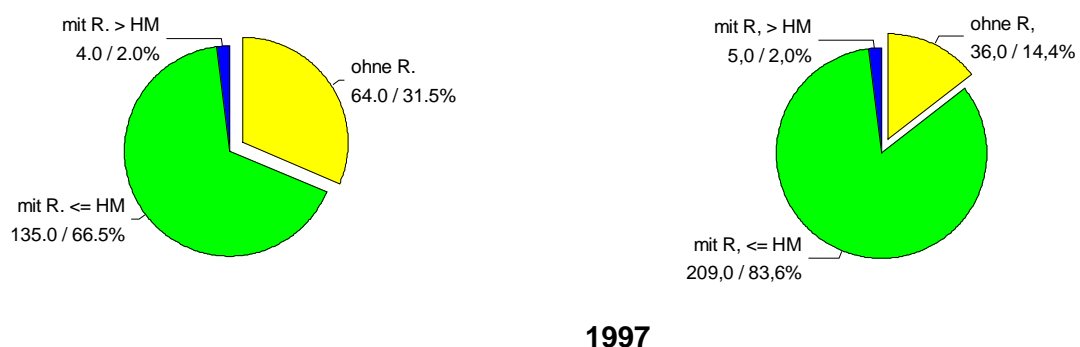 mit R. > HM
4.0 / 2.0%
ohne R.
64.0 / 31.5%
mit R. <= HM
135.0 / 66.5%
mit R, > HM
5,0 / 2,0%
ohne R,
36,0 / 14,4%
mit R, <= HM
209,0 / 83,6%
1997